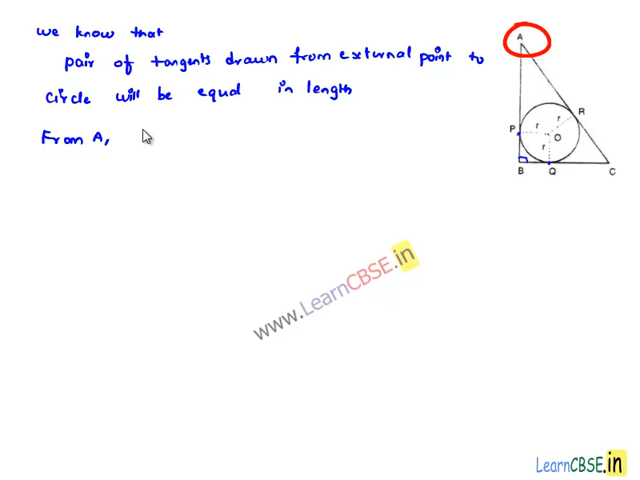 we know that
pair of tangents drawn from external point to
circle will be equal in length
From A,
A
R
P
r
r
O
r
B
Q
C
www.LearnCBSE.in
LearnCBSE.in